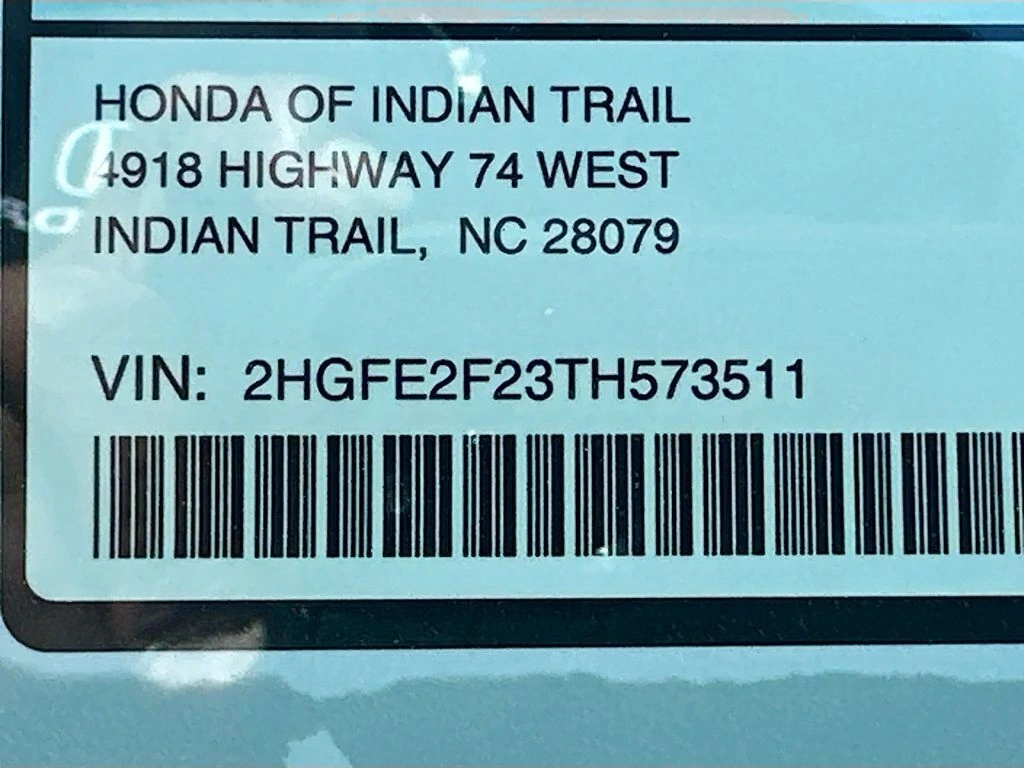 HONDA OF INDIAN TRAIL
4918 HIGHWAY 74 WEST
INDIAN TRAIL, NC 28079
VIN: 2HGFE2F23TH573511